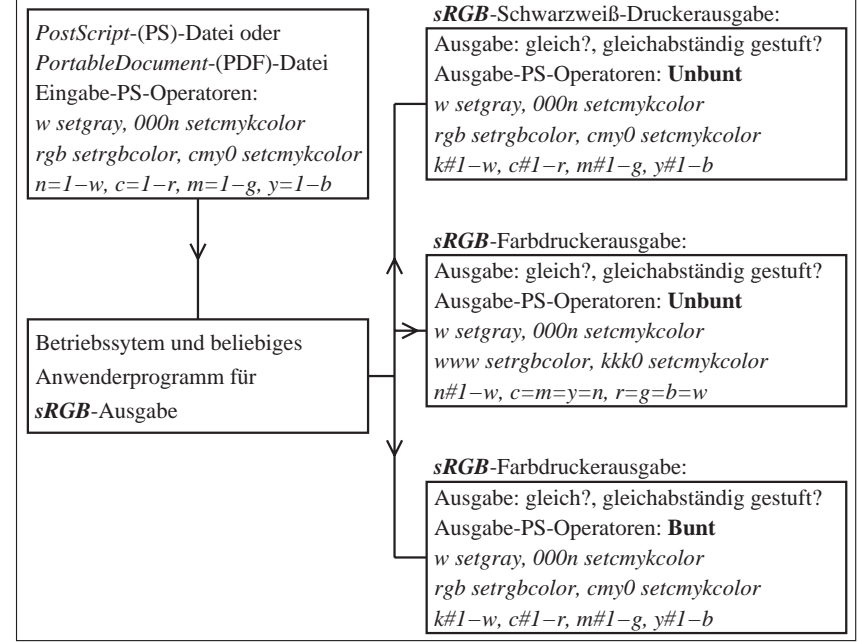 PostScript-(PS)-Datei oder
PortableDocument-(PDF)-Datei
Eingabe-PS-Operatoren:
w setgray, 000n setcmykcolor
rgb setrgbcolor, cmy0 setcmykcolor
n=1−w, c=1−r, m=1−g, y=1−b
Betriebssytem und beliebiges
Anwenderprogramm für
sRGB-Ausgabe
sRGB-Schwarzweiß-Druckerausgabe:
Ausgabe: gleich?, gleichabständig gestuft?
Ausgabe-PS-Operatoren: Unbunt
w setgray, 000n setcmykcolor
rgb setrgbcolor, cmy0 setcmykcolor
k#1−w, c#1−r, m#1−g, y#1−b
sRGB-Farbdruckerausgabe:
Ausgabe: gleich?, gleichabständig gestuft?
Ausgabe-PS-Operatoren: Unbunt
w setgray, 000n setcmykcolor
www setrgbcolor, kkk0 setcmykcolor
n#1−w, c=m=y=n, r=g=b=w
sRGB-Farbdruckerausgabe:
Ausgabe: gleich?, gleichabständig gestuft?
Ausgabe-PS-Operatoren: Bunt
w setgray, 000n setcmykcolor
rgb setrgbcolor, cmy0 setcmykcolor
k#1−w, c#1−r, m#1−g, y#1−b